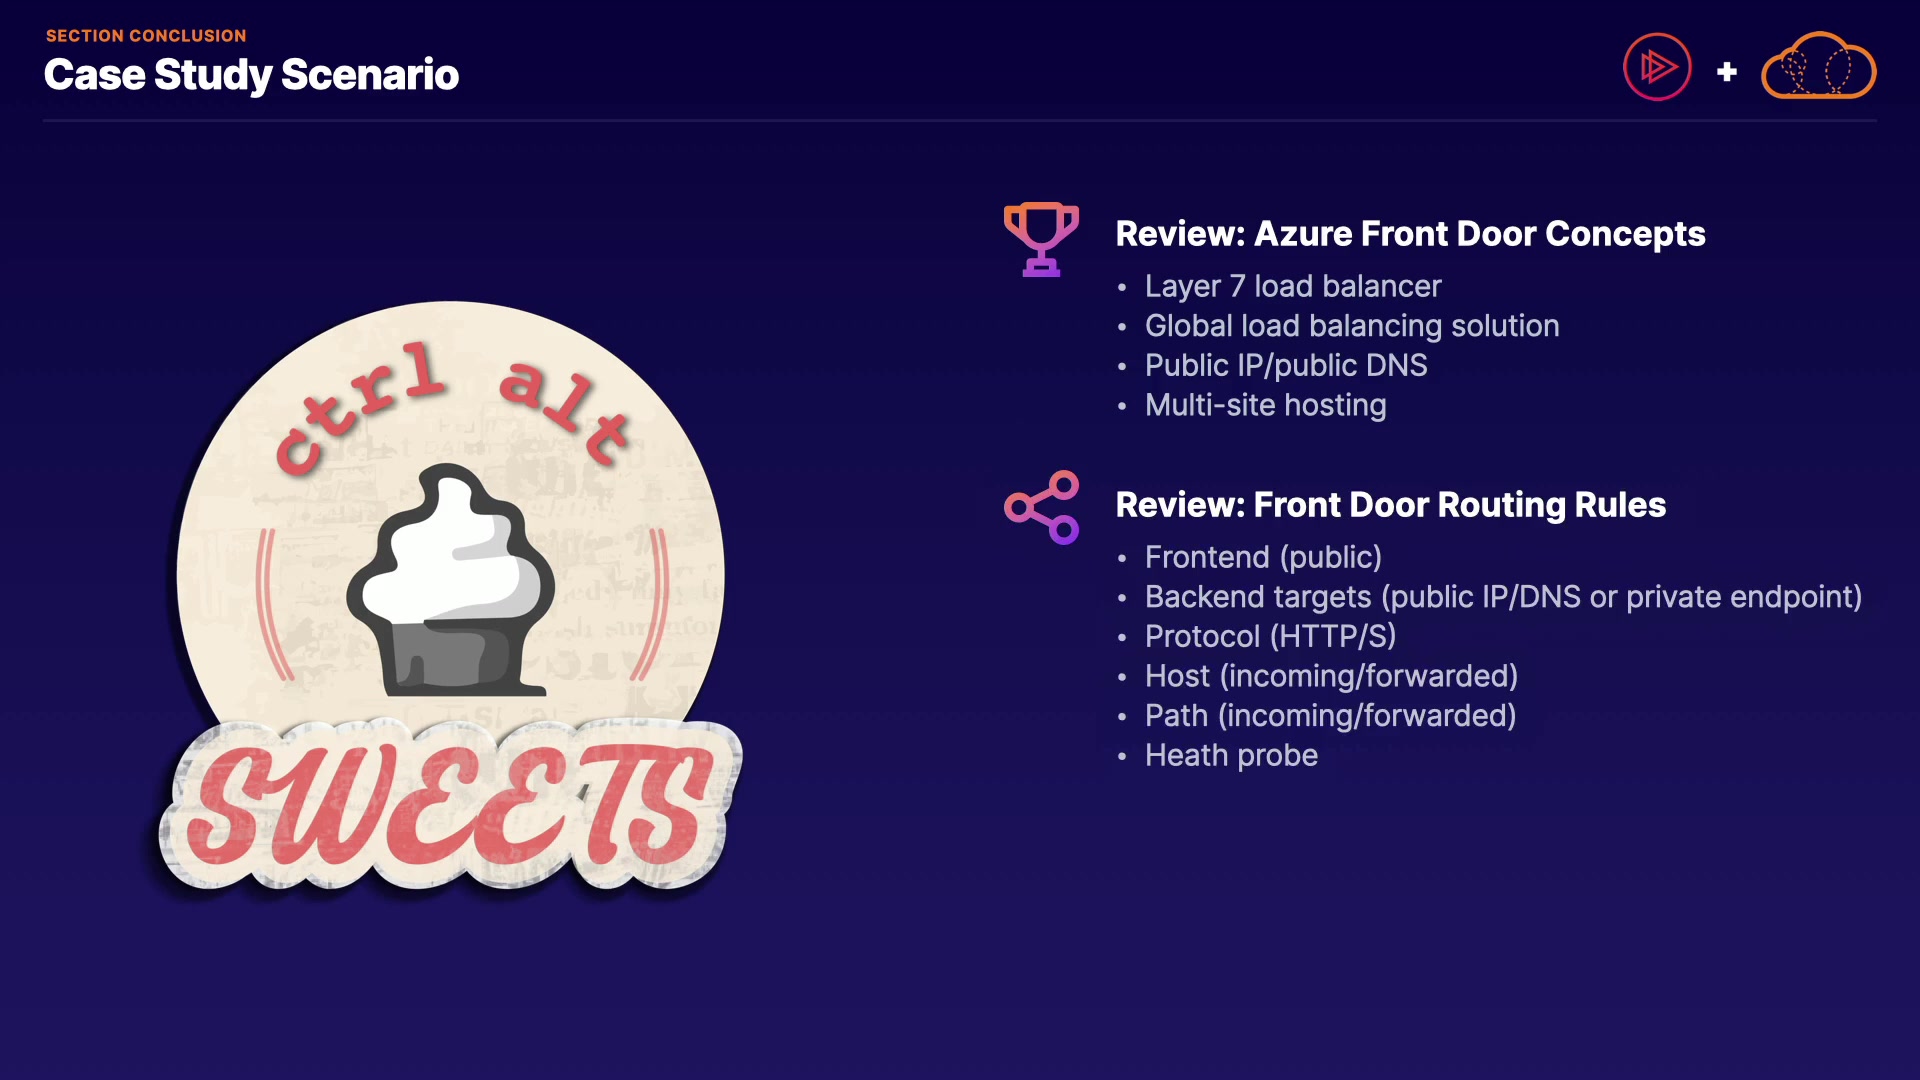 SECTION CONCLUSION
Case Study Scenario
ctrl alt
SWEETS
Review: Azure Front Door Concepts
• Layer 7 load balancer
• Global load balancing solution
• Public IP/public DNS
• Multi-site hosting
Review: Front Door Routing Rules
• Frontend (public)
• Backend targets (public IP/DNS or private endpoint)
• Protocol (HTTP/S)
• Host (incoming/forwarded)
• Path (incoming/forwarded)
• Heath probe